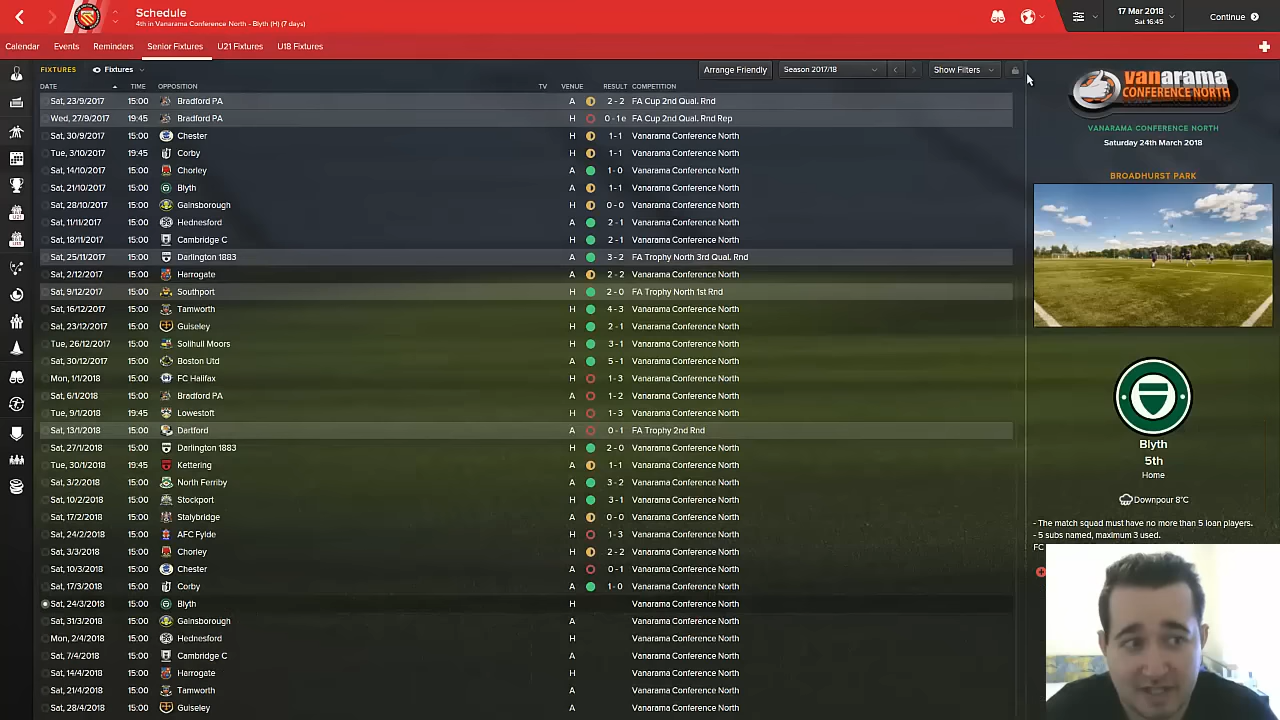 Schedule
4th in Vanarama Conference North - Blyth (H) (7 days)
17 Mar 2018
Sat 16:45
Continue
Calendar Events Reminders Senior Fixtures U21 Fixtures U18 Fixtures
FIXTURES Fixtures Arrange Friendly Season 2017/18 Show Filters
DATE TIME OPPOSITION TV VENUE RESULT COMPETITION
Sat, 23/9/2017 15:00 Bradford PA A 2 - 2 FA Cup 2nd Qual. Rnd
Wed, 27/9/2017 19:45 Bradford PA H 0 - 1 e FA Cup 2nd Qual. Rnd Rep
Sat, 30/9/2017 15:00 Chester H 1 - 1 Vanarama Conference North
Tue, 3/10/2017 19:45 Corby H 1 - 1 Vanarama Conference North
Sat, 14/10/2017 15:00 Chorley A 1 - 0 Vanarama Conference North
Sat, 21/10/2017 15:00 Blyth A 1 - 1 Vanarama Conference North
Sat, 28/10/2017 15:00 Gainsborough H 0 - 0 Vanarama Conference North
Sat, 11/11/2017 15:00 Hednesford A 2 - 1 Vanarama Conference North
Sat, 18/11/2017 15:00 Cambridge C H 2 - 1 Vanarama Conference North
Sat, 25/11/2017 15:00 Darlington 1883 A 3 - 2 FA Trophy North 3rd Qual. Rnd
Sat, 2/12/2017 15:00 Harrogate A 2 - 2 Vanarama Conference North
Sat, 9/12/2017 15:00 Southport H 2 - 0 FA Trophy North 1st Rnd
Sat, 16/12/2017 15:00 Tamworth H 4 - 3 Vanarama Conference North
Sat, 23/12/2017 15:00 Guiseley H 2 - 1 Vanarama Conference North
Tue, 26/12/2017 15:00 Solihull Moors H 3 - 1 Vanarama Conference North
Sat, 30/12/2017 15:00 Boston Utd A 5 - 1 Vanarama Conference North
Mon, 1/1/2018 15:00 FC Halifax H 1 - 3 Vanarama Conference North
Sat, 6/1/2018 15:00 Bradford PA A 1 - 2 Vanarama Conference North
Tue, 9/1/2018 19:45 Lowestoft H 1 - 3 Vanarama Conference North
Sat, 13/1/2018 15:00 Dartford A 0 - 1 FA Trophy 2nd Rnd
Sat, 27/1/2018 15:00 Darlington 1883 H 2 - 0 Vanarama Conference North
Tue, 30/1/2018 19:45 Kettering A 1 - 1 Vanarama Conference North
Sat, 3/2/2018 15:00 North Ferriby A 3 - 2 Vanarama Conference North
Sat, 10/2/2018 15:00 Stockport H 3 - 1 Vanarama Conference North
Sat, 17/2/2018 15:00 Stalybridge A 0 - 0 Vanarama Conference North
Sat, 24/2/2018 15:00 AFC Fylde H 1 - 3 Vanarama Conference North
Sat, 3/3/2018 15:00 Chorley H 2 - 2 Vanarama Conference North
Sat, 10/3/2018 15:00 Chester A 0 - 1 Vanarama Conference North
Sat, 17/3/2018 15:00 Corby A 1 - 0 Vanarama Conference North
Sat, 24/3/2018 15:00 Blyth H Vanarama Conference North
Sat, 31/3/2018 15:00 Gainsborough A Vanarama Conference North
Mon, 2/4/2018 15:00 Hednesford H Vanarama Conference North
Sat, 7/4/2018 15:00 Cambridge C A Vanarama Conference North
Sat, 14/4/2018 15:00 Harrogate H Vanarama Conference North
Sat, 21/4/2018 15:00 Tamworth A Vanarama Conference North
Sat, 28/4/2018 15:00 Guiseley A Vanarama Conference North
vanarama
CONFERENCE NORTH
VANARAMA CONFERENCE NORTH
Saturday 24th March 2018
BROADHURST PARK
Blyth
5th
Home
Downpour 8°C
- The match squad must have no more than 5 loan players.
- 5 subs named, maximum 3 used.
FC